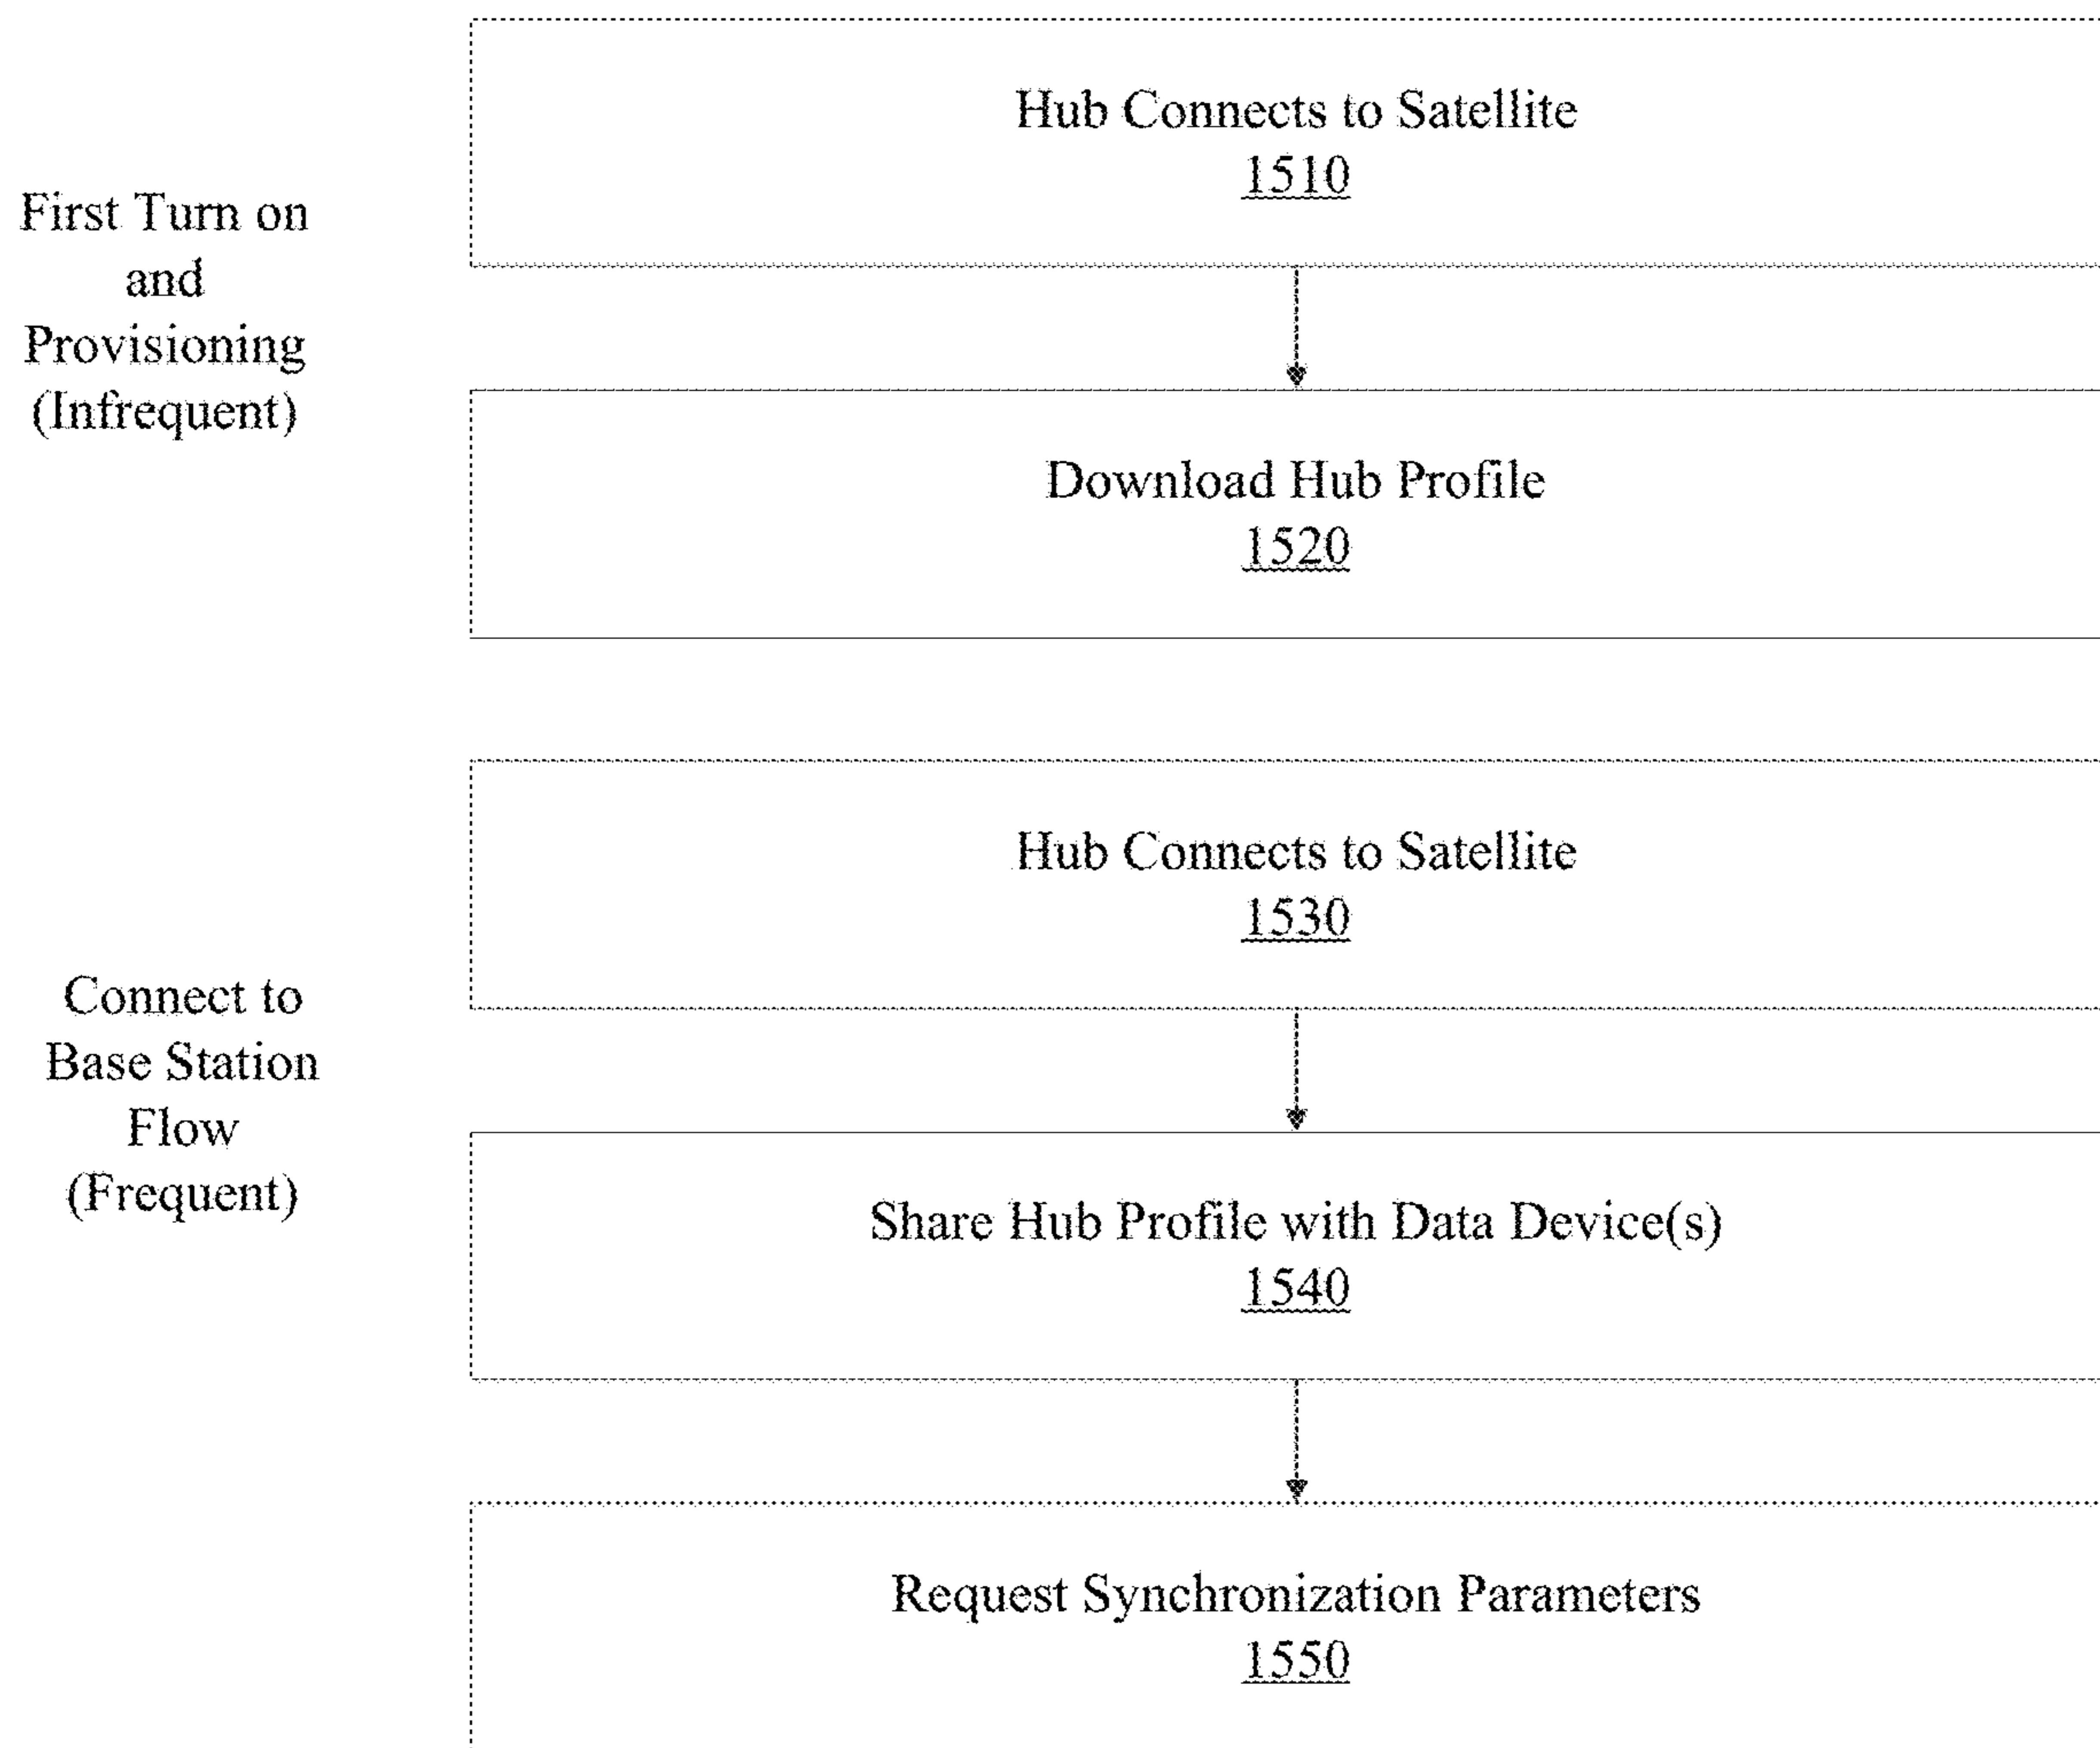 First Turn on
and
Provisioning
(Infrequent)
Hub Connects to Satellite
1510
Download Hub Profile
1520
Connect to
Base Station
Flow
(Frequent)
Hub Connects to Satellite
1530
Share Hub Profile with Data Device(s)
1540
Request Synchronization Parameters
1550